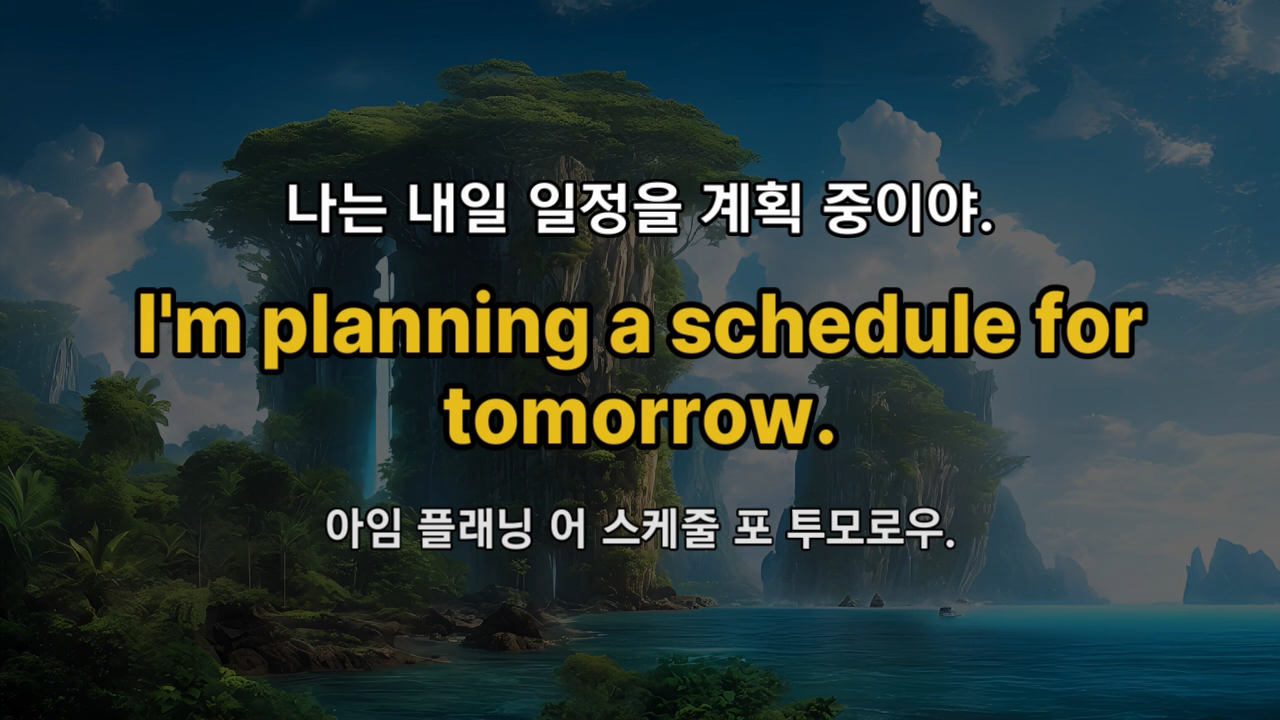 나는 내일 일정을 계획 중이야.
I'm planning a schedule for
tomorrow.
아임 플래닝 어 스케줄 포 투모로우.